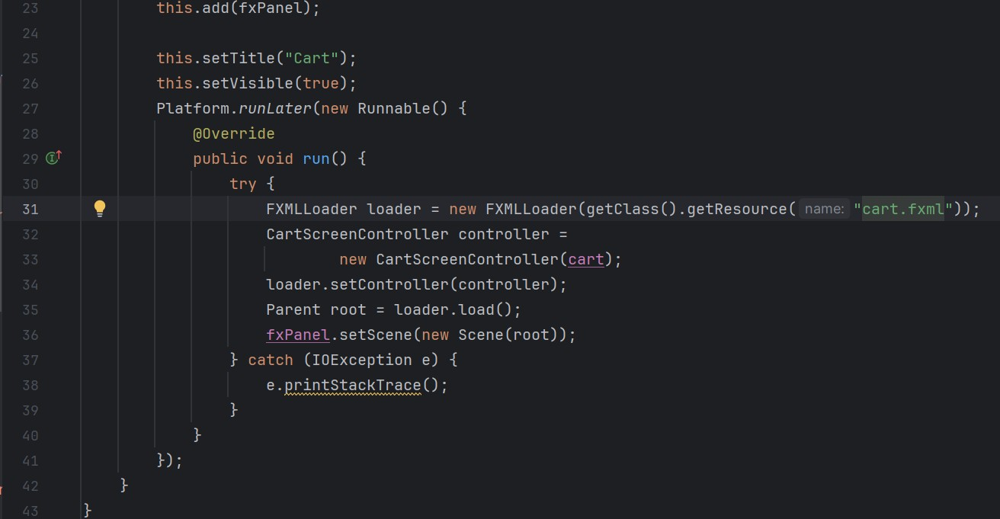 23 this.add(fxPanel);
24
25 this.setTitle("Cart");
26 this.setVisible(true);
27 Platform.runLater(new Runnable() {
28 @Override
29 public void run() {
30 try {
31 FXMLLoader loader = new FXMLLoader(getClass().getResource( name: "cart.fxml"));
32 CartScreenController controller =
33 new CartScreenController(cart);
34 loader.setController(controller);
35 Parent root = loader.load();
36 fxPanel.setScene(new Scene(root));
37 } catch (IOException e) {
38 e.printStackTrace();
39 }
40 }
41 });
42 }
43 }